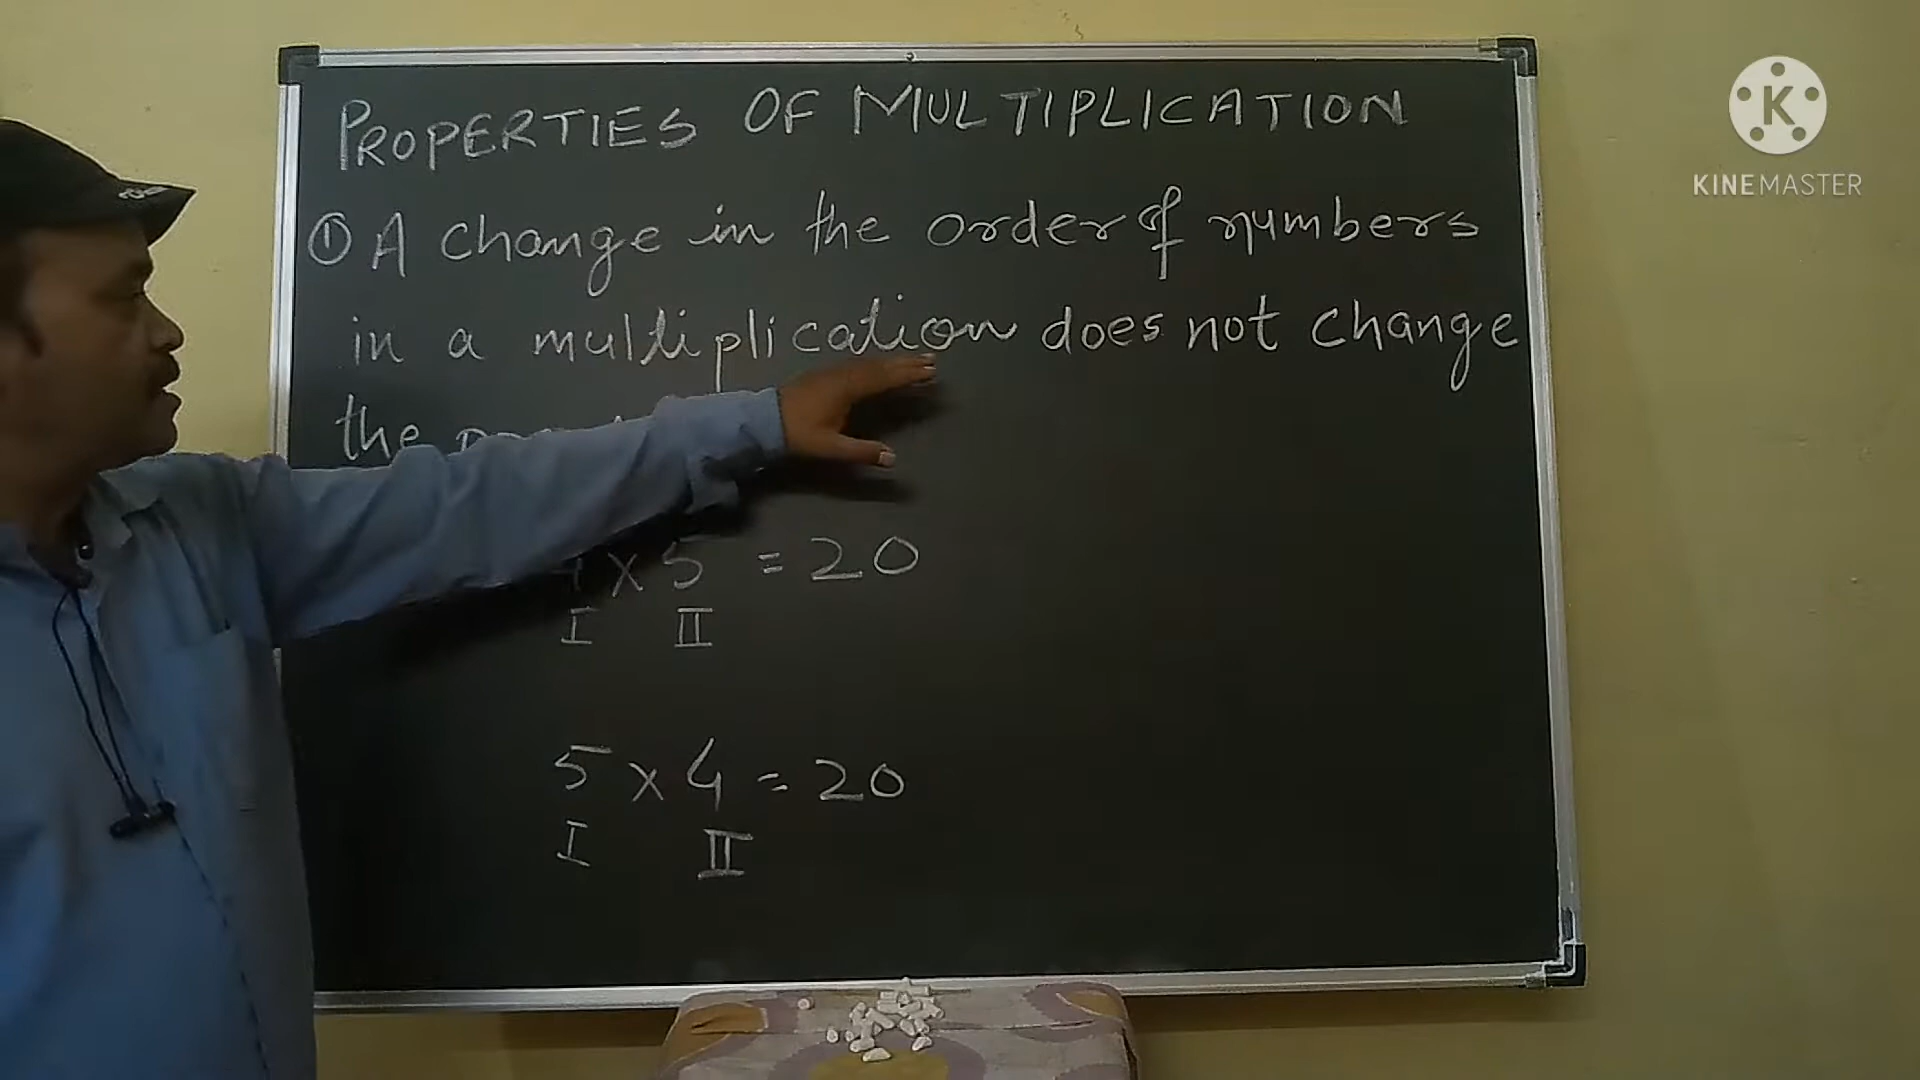 PROPERTIES OF MULTIPLICATION
① A change in the order of numbers
in a multiplication does not change
the
4 x 5 = 20
I II
5 x 4 = 20
I II
K
KINEMASTER